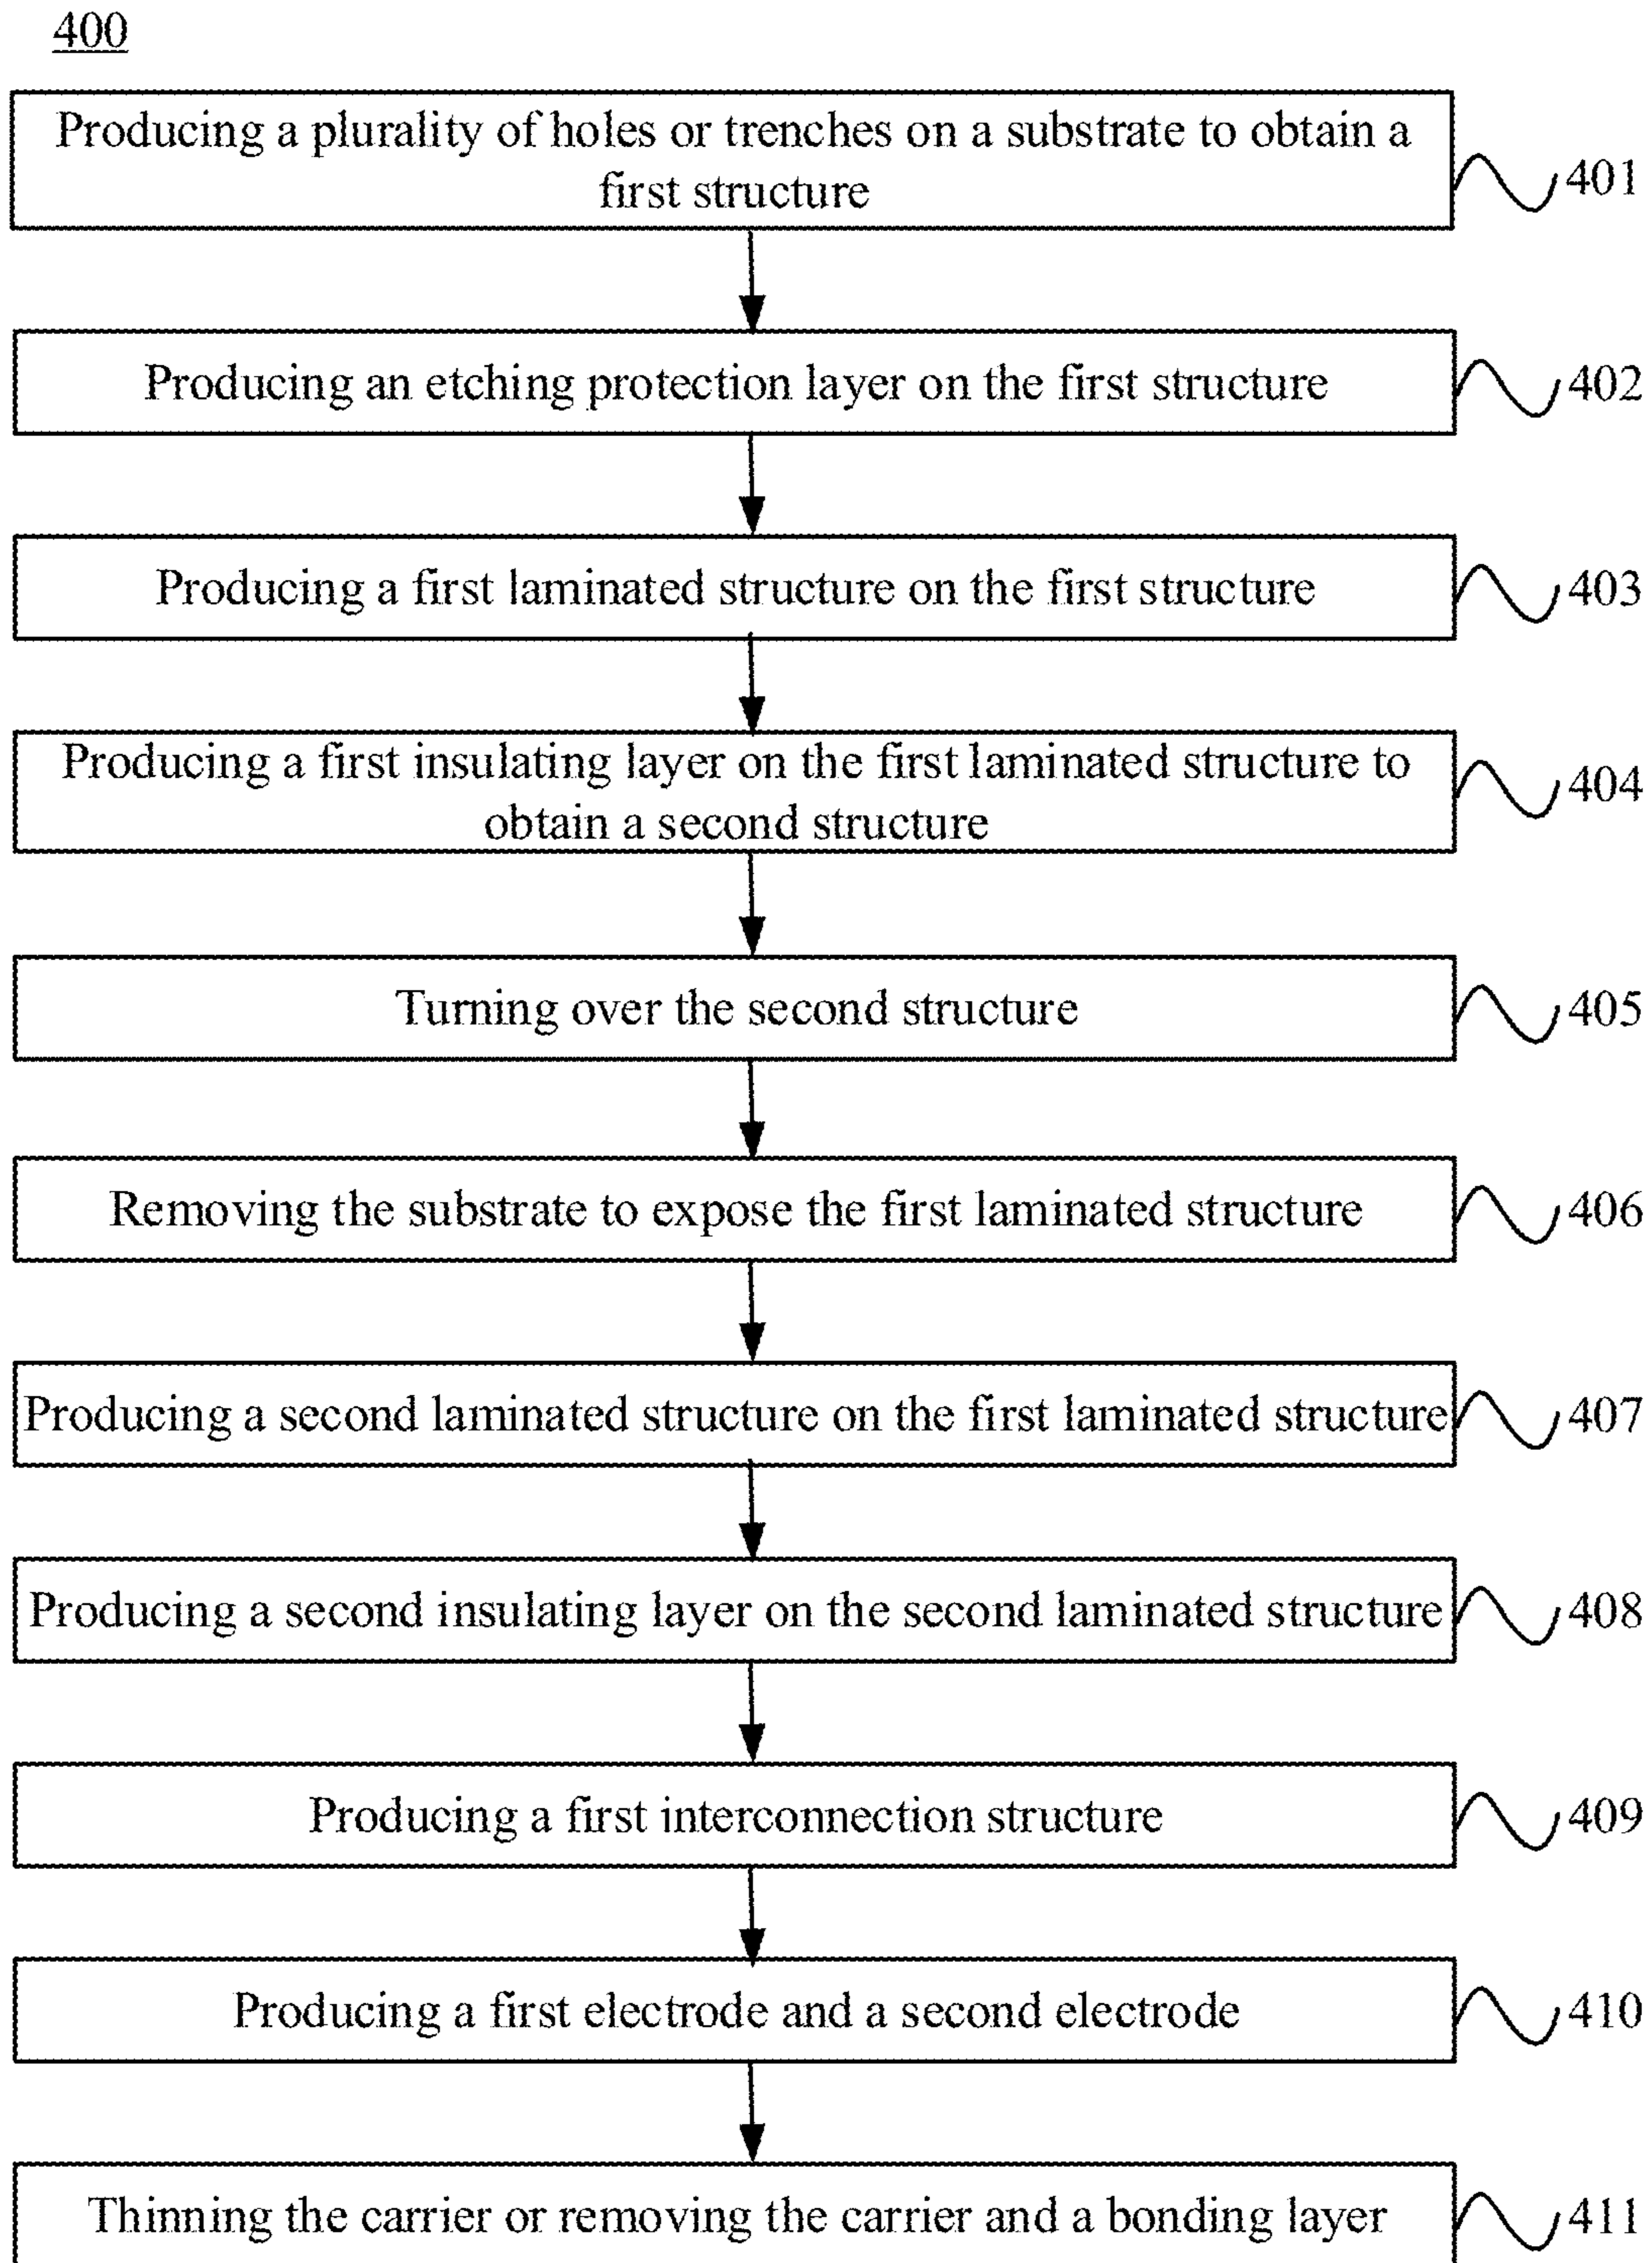 400
Producing a plurality of holes or trenches on a substrate to obtain a
first structure
401
Producing an etching protection layer on the first structure
402
Producing a first laminated structure on the first structure
403
Producing a first insulating layer on the first laminated structure to
obtain a second structure
404
Turning over the second structure
405
Removing the substrate to expose the first laminated structure
406
Producing a second laminated structure on the first laminated structure
407
Producing a second insulating layer on the second laminated structure
408
Producing a first interconnection structure
409
Producing a first electrode and a second electrode
410
Thinning the carrier or removing the carrier and a bonding layer
411